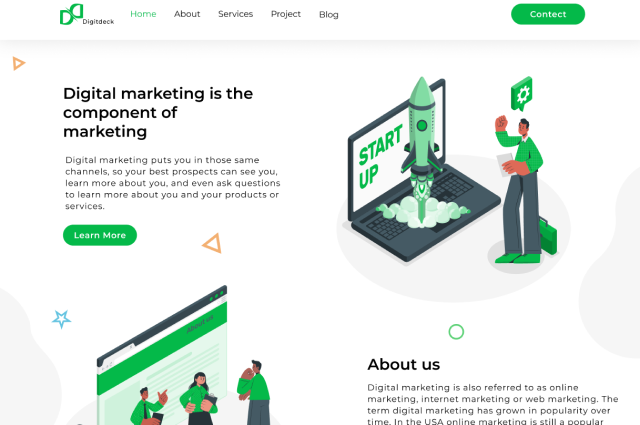 Digitdeck
Home About Services Project Blog
Contect
Digital marketing is the
component of
marketing
Digital marketing puts you in those same
channels, so your best prospects can see you,
learn more about you, and even ask questions
to learn more about you and your products or
services.
Learn More
START
UP
About us
About us
Digital marketing is also referred to as online
marketing, internet marketing or web marketing. The
term digital marketing has grown in popularity over
time. In the USA online marketing is still a popular